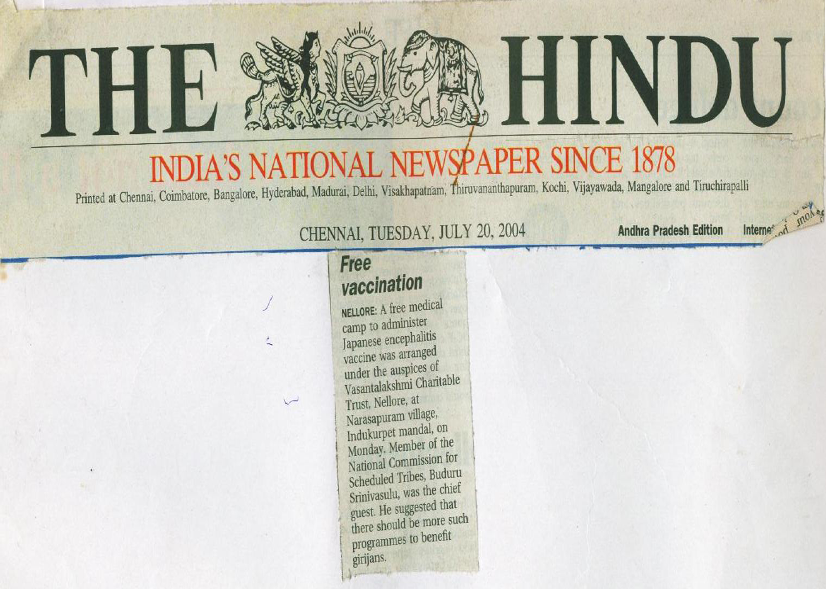 THE HINDU
INDIA'S NATIONAL NEWSPAPER SINCE 1878
Printed at Chennai, Coimbatore, Bangalore, Hyderabad, Madurai, Delhi, Visakhapatnam, Thiruvananthapuram, Kochi, Vijayawada, Mangalore and Tiruchirapalli
CHENNAI, TUESDAY, JULY 20, 2004 Andhra Pradesh Edition
Free
vaccination
NELLORE: A free medical
camp to administer
Japanese encephalitis
vaccine was arranged
under the auspices of
Vasantalakshmi Charitable
Trust, Nellore, at
Narasapuram village,
Indukurpet mandal, on
Monday. Member of the
National Commission for
Scheduled Tribes, Buduru
Srinivasulu, was the chief
guest. He suggested that
there should be more such
programmes to benefit
girijans.